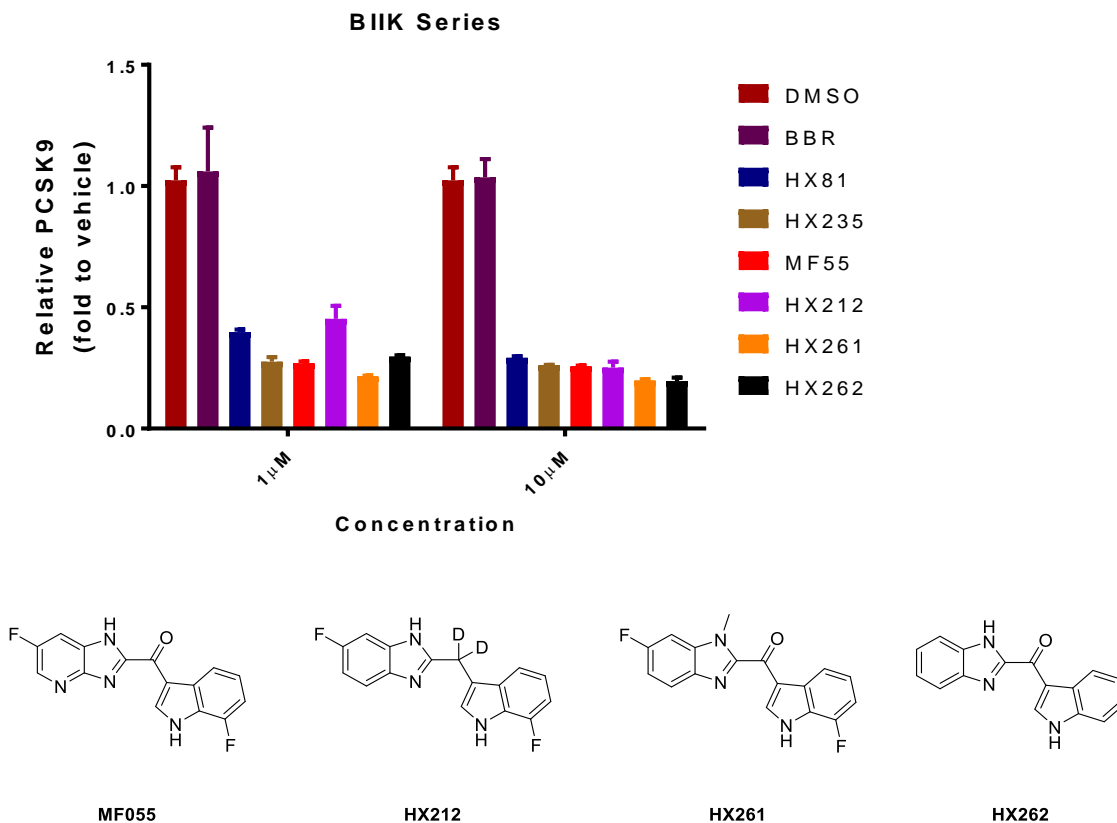 BIIK Series
Relative PCSK9
(fold to vehicle)
1.5
1.0
0.5
0.0
1μM
10μM
Concentration
DMSO
BBR
HX81
HX235
MF55
HX212
HX261
HX262
F
H
N
N
N
O
N
H
F
MF055
F
H
N
N
D
D
N
H
F
HX212
F
N
N
O
N
H
F
HX261
H
N
N
O
N
H
HX262